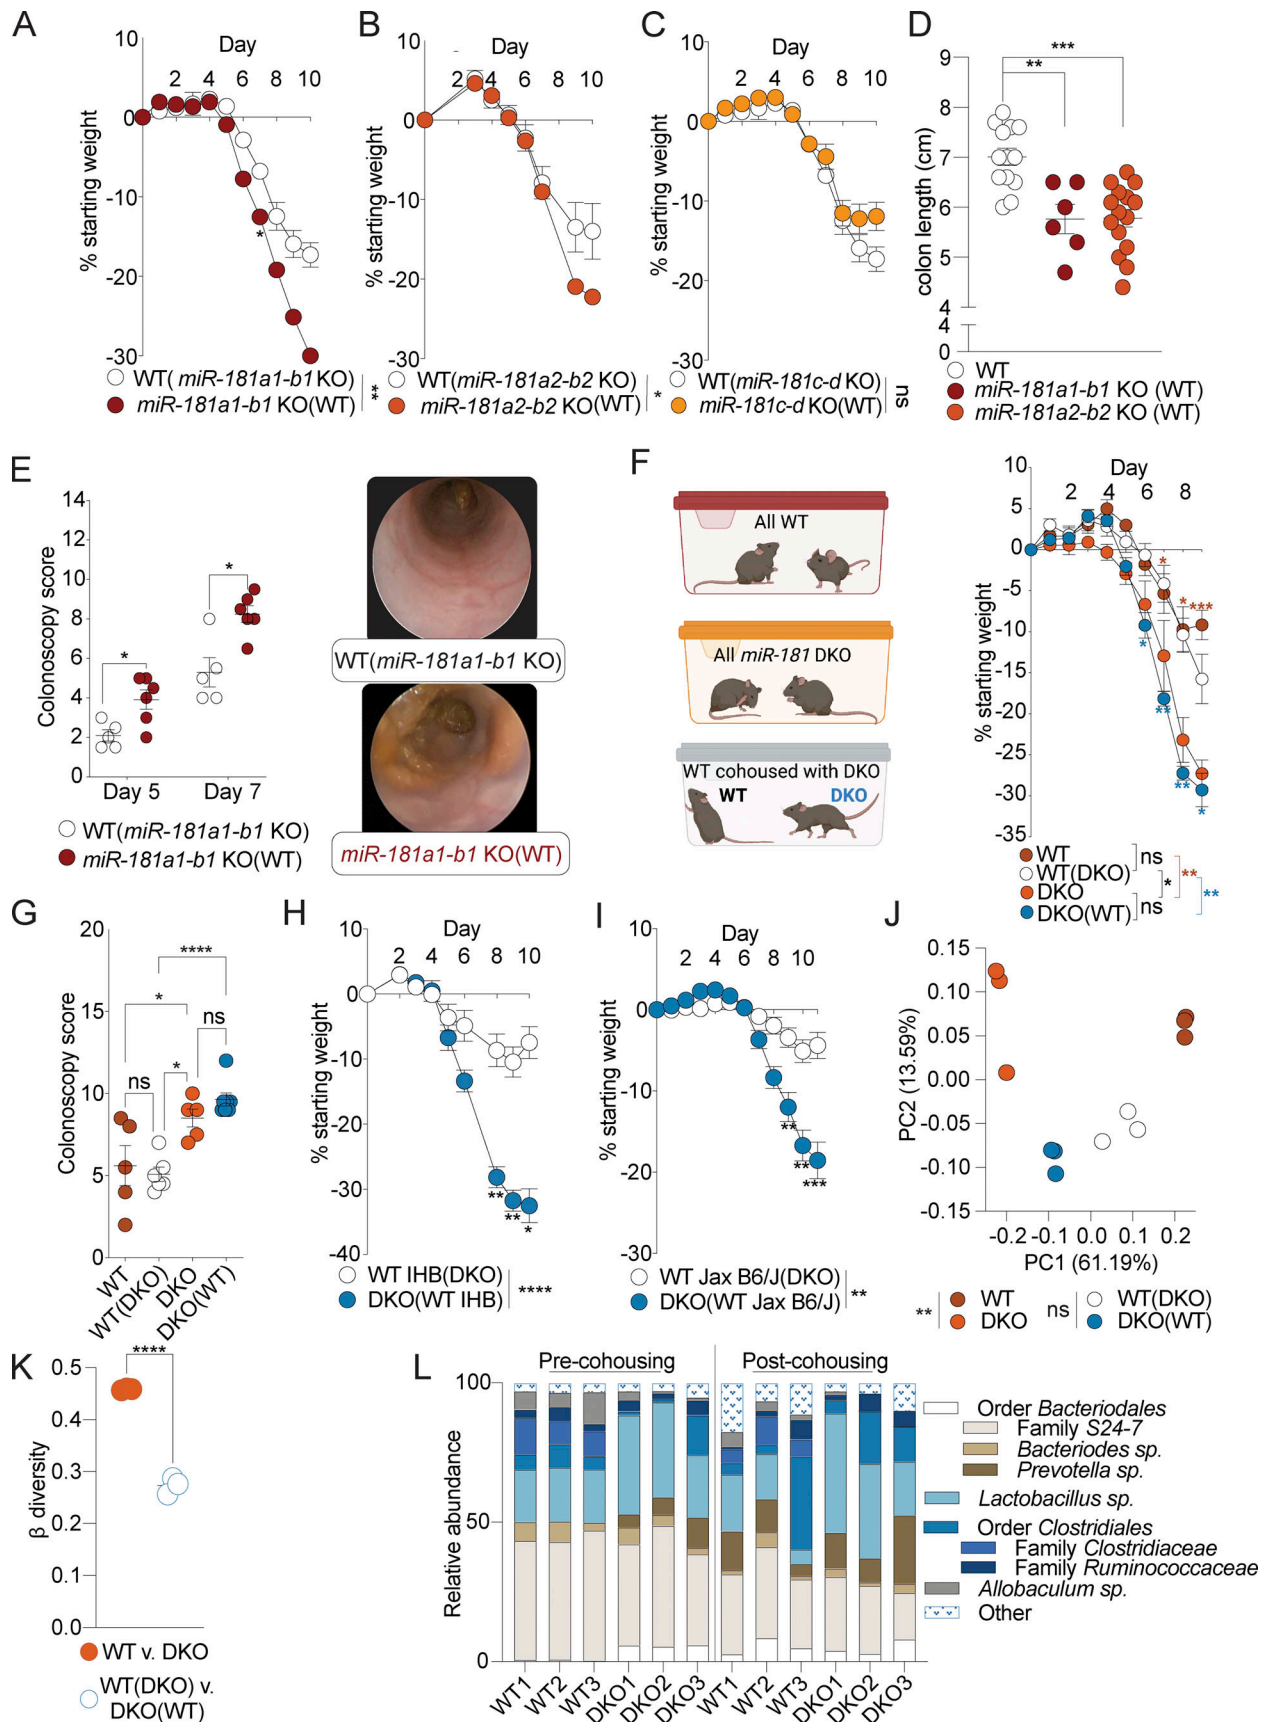 A
Day
10
2 4 6 8 10
0
-10
-20
-30
% starting weight
*
WT( miR-181a1-b1 KO)
miR-181a1-b1 KO(WT)
**
B
Day
10
2 4 6 8 10
0
-10
-20
-30
% starting weight
WT(miR-181a2-b2 KO)
miR-181a2-b2 KO(WT)
*
C
Day
10
2 4 6 8 10
0
-10
-20
-30
% starting weight
WT(miR-181c-d KO)
miR-181c-d KO(WT)
ns
D
***
**
9
8
7
6
5
4
4
0
colon length (cm)
WT
miR-181a1-b1 KO (WT)
miR-181a2-b2 KO (WT)
E
14
12
10
8
6
4
2
0
Colonoscopy score
*
*
Day 5 Day 7
WT(miR-181a1-b1 KO)
miR-181a1-b1 KO(WT)
WT(miR-181a1-b1 KO)
miR-181a1-b1 KO(WT)
F
All WT
All miR-181 DKO
WT cohoused with DKO
WT DKO
Day
10
2 4 6 8
5
0
-5
-10
-15
-20
-25
-30
-35
% starting weight
*
* ***
*
**
**
*
WT
WT(DKO)
DKO
DKO(WT)
ns
*
ns
**
**
G
20
15
10
5
0
Colonoscopy score
****
*
ns
*
ns
WT
WT(DKO)
DKO
DKO(WT)
H
Day
10
2 4 6 8 10
0
-10
-20
-30
-40
% starting weight
** ** *
WT IHB(DKO)
DKO(WT IHB)
****
I
Day
10
2 4 6 8 10
0
-10
-20
-30
% starting weight
**
**
***
WT Jax B6/J(DKO)
DKO(WT Jax B6/J)
**
J
0.15
0.10
0.05
0.00
-0.05
-0.10
-0.15
PC2 (13.59%)
-0.2 -0.1 0.0 0.1 0.2
PC1 (61.19%)
**
WT
DKO
ns
WT(DKO)
DKO(WT)
K
****
0.5
0.4
0.3
0.2
0.1
0.0
β diversity
WT v. DKO
WT(DKO) v.
DKO(WT)
L
Pre-cohousing Post-cohousing
100
50
0
Relative abundance
WT1 WT2 WT3 DKO1 DKO2 DKO3 WT1 WT2 WT3 DKO1 DKO2 DKO3
Order Bacteriodales
Family S24-7
Bacteriodes sp.
Prevotella sp.
Lactobacillus sp.
Order Clostridiales
Family Clostridiaceae
Family Ruminococcaceae
Allobaculum sp.
Other